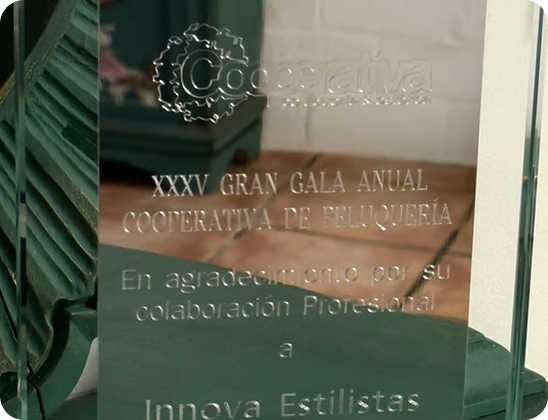 Cooperativa
XXXV GRAN GALA ANUAL
COOPERATIVA DE PELUQUERÍA
En agradecimiento por su
colaboración Profesional
a
Innova Estilistas